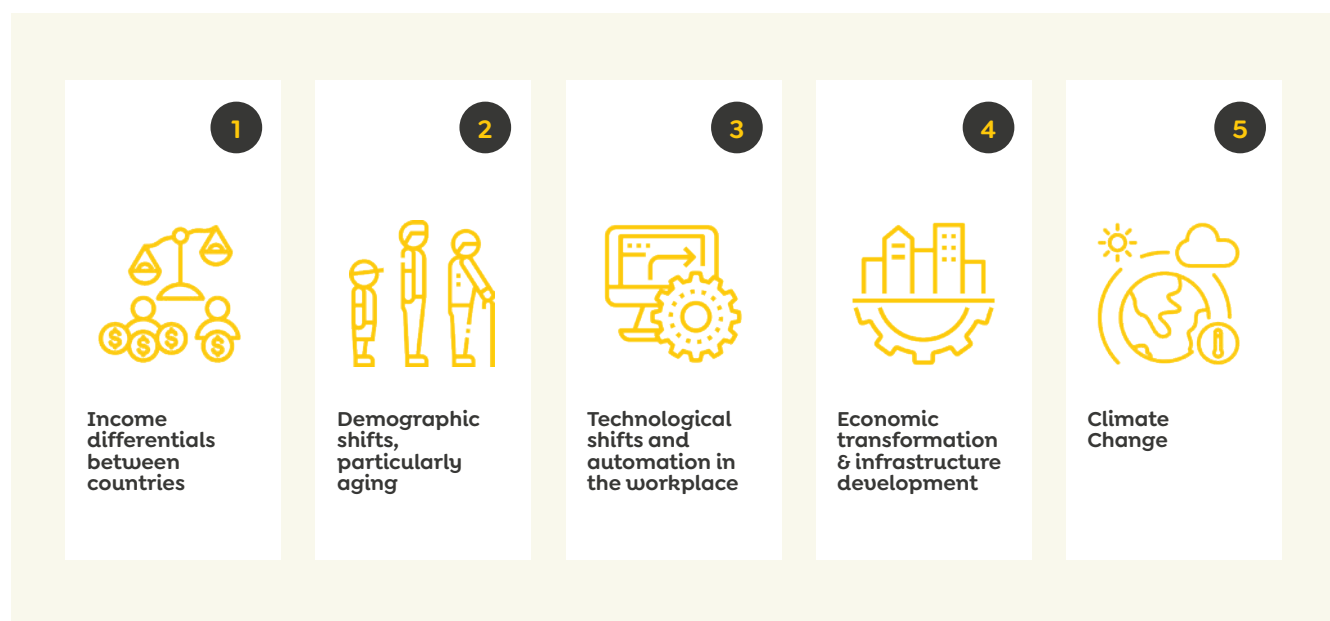 1
Income
differentials
between
countries
2
Demographic
shifts,
particularly
aging
3
Technological
shifts and
automation in
the workplace
4
Economic
transformation
& infrastructure
development
5
Climate
Change